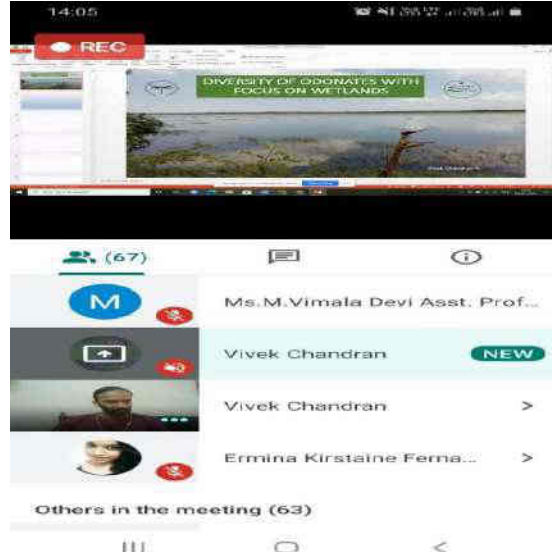 14:05
REC
DIVERSITY OF ODONATES WITH
FOCUS ON WETLANDS
(67)
M
Ms.M.Vimala Devi Asst. Prof...
Vivek Chandran
NEW
Vivek Chandran
Ermina Kirstaine Ferna...
Others in the meeting (63)